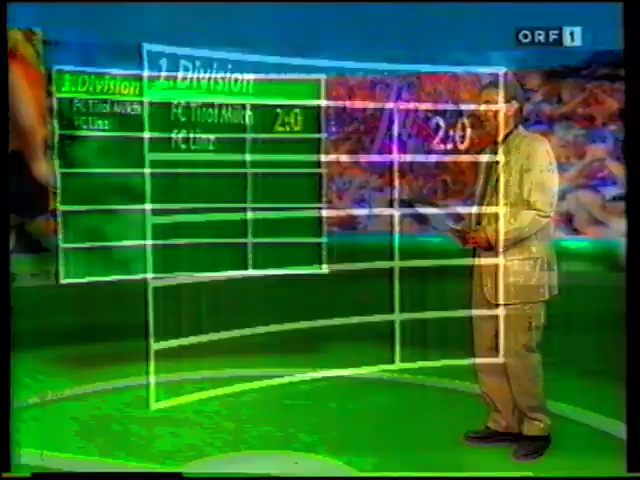 ORF 1
1.Division
FC Tirol Milch
FC Linz
2:0
1.Division
FC Tirol Milch 2:0
FC Linz